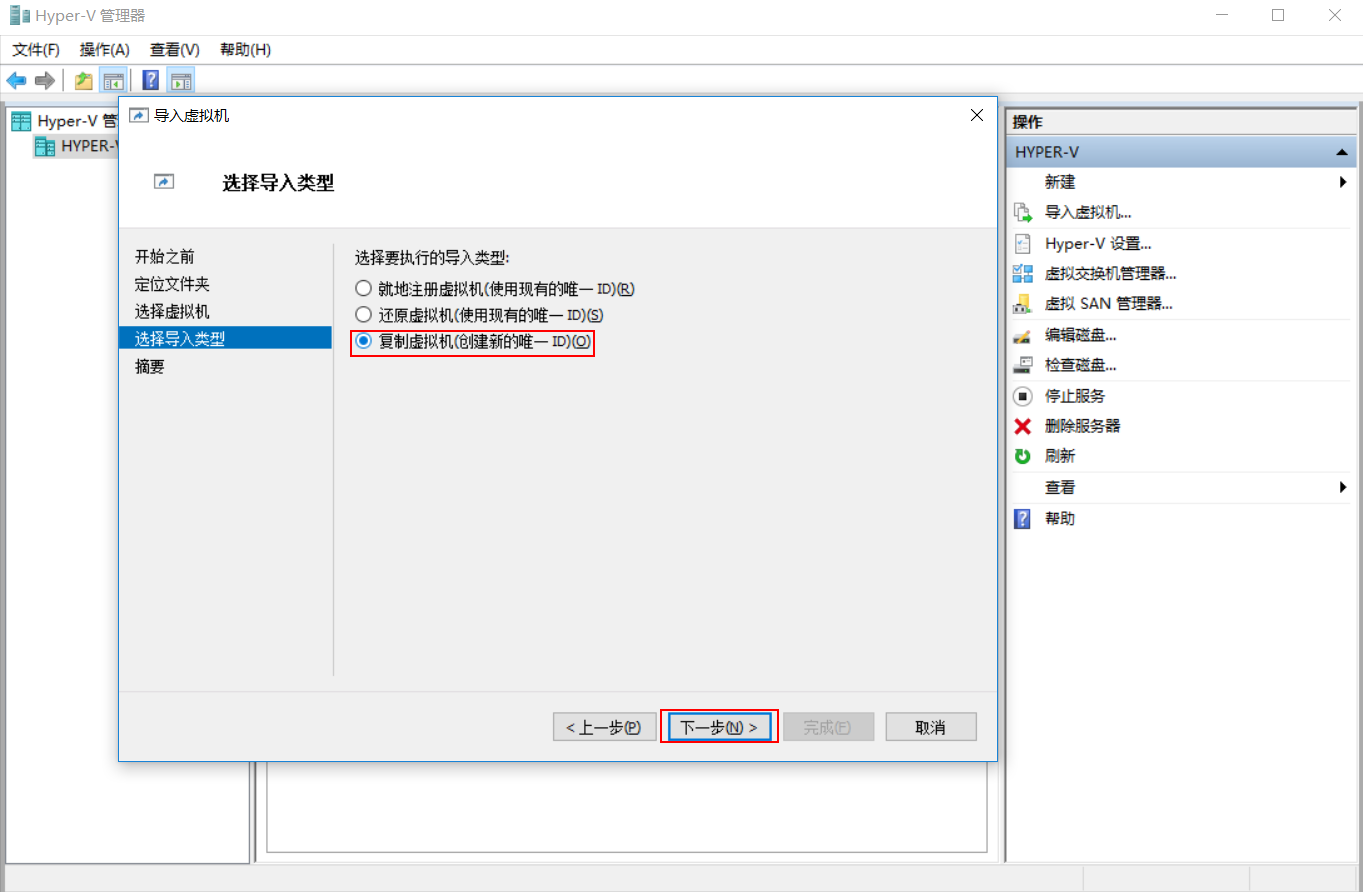 Hyper-V 管理器
文件(F) 操作(A) 查看(V) 帮助(H)
Hyper-V 管
HYPER-V
导入虚拟机
选择导入类型
开始之前
定位文件夹
选择虚拟机
选择导入类型
摘要
选择要执行的导入类型:
就地注册虚拟机(使用现有的唯一 ID)(R)
还原虚拟机(使用现有的唯一 ID)(S)
复制虚拟机(创建新的唯一 ID)(O)
< 上一步(P) 下一步(N) > 完成(F) 取消
操作
HYPER-V
新建
导入虚拟机...
Hyper-V 设置...
虚拟交换机管理器...
虚拟 SAN 管理器...
编辑磁盘...
检查磁盘...
停止服务
删除服务器
刷新
查看
帮助